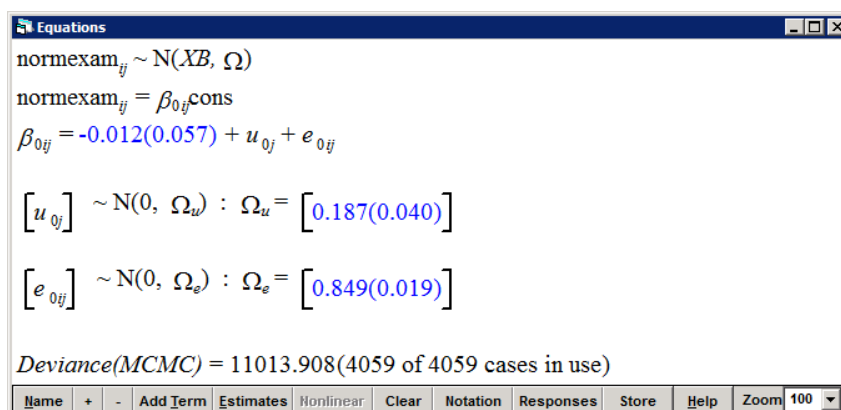 Equations
normexam_ij ~ N(XB, Ω)
normexam_ij = β_0ij cons
β_0ij = -0.012(0.057) + u_0j + e_0ij
[u_0j] ~ N(0, Ω_u) : Ω_u = [0.187(0.040)]
[e_0ij] ~ N(0, Ω_e) : Ω_e = [0.849(0.019)]
Deviance(MCMC) = 11013.908(4059 of 4059 cases in use)
Name + - Add Term Estimates Nonlinear Clear Notation Responses Store Help Zoom 100